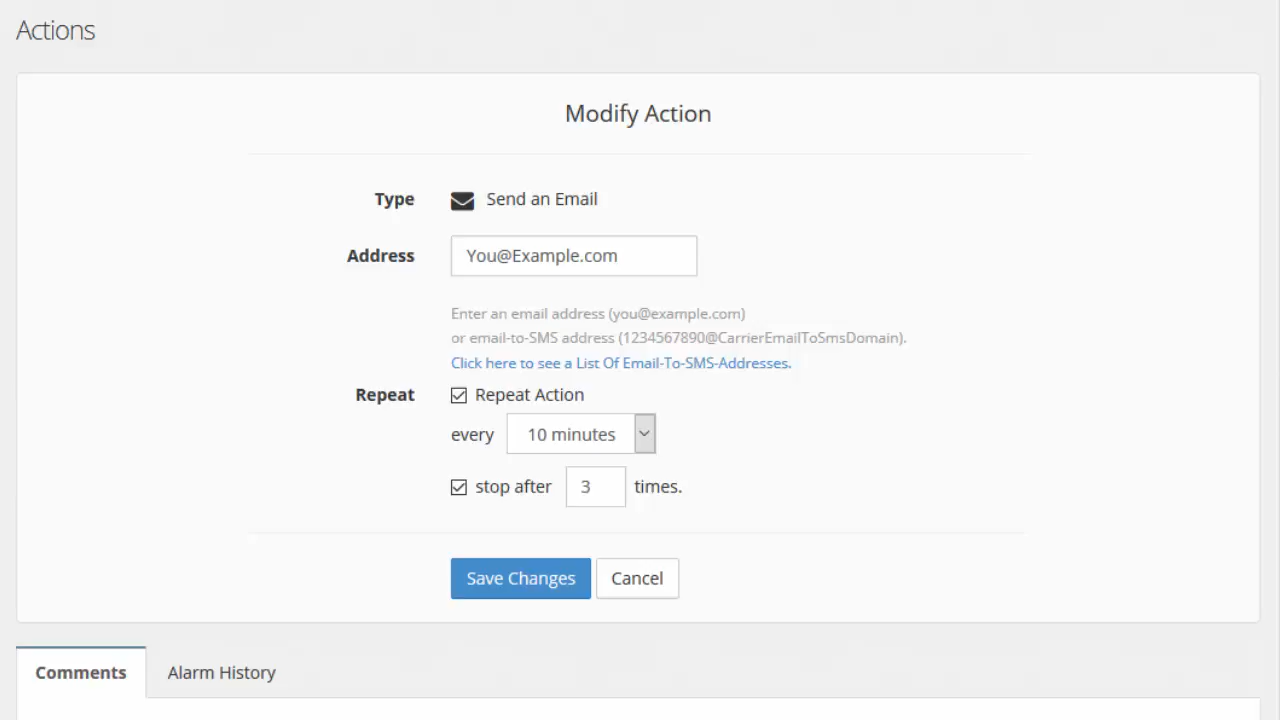 Actions
Modify Action
Type Send an Email
Address You@Example.com
Enter an email address (you@example.com)
or email-to-SMS address (1234567890@CarrierEmailToSmsDomain).
Click here to see a List Of Email-To-SMS-Addresses.
Repeat Repeat Action
every 10 minutes
stop after 3 times.
Save Changes Cancel
Comments Alarm History